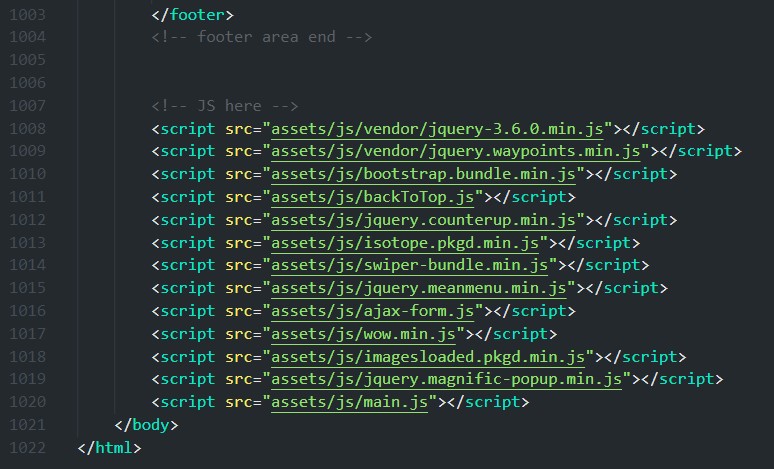 1003 </footer>
1004 <!-- footer area end -->
1005
1006
1007 <!-- JS here -->
1008 <script src="assets/js/vendor/jquery-3.6.0.min.js"></script>
1009 <script src="assets/js/vendor/jquery.waypoints.min.js"></script>
1010 <script src="assets/js/bootstrap.bundle.min.js"></script>
1011 <script src="assets/js/backToTop.js"></script>
1012 <script src="assets/js/jquery.counterup.min.js"></script>
1013 <script src="assets/js/isotope.pkgd.min.js"></script>
1014 <script src="assets/js/swiper-bundle.min.js"></script>
1015 <script src="assets/js/jquery.meanmenu.min.js"></script>
1016 <script src="assets/js/ajax-form.js"></script>
1017 <script src="assets/js/wow.min.js"></script>
1018 <script src="assets/js/imagesloaded.pkgd.min.js"></script>
1019 <script src="assets/js/jquery.magnific-popup.min.js"></script>
1020 <script src="assets/js/main.js"></script>
1021 </body>
1022 </html>